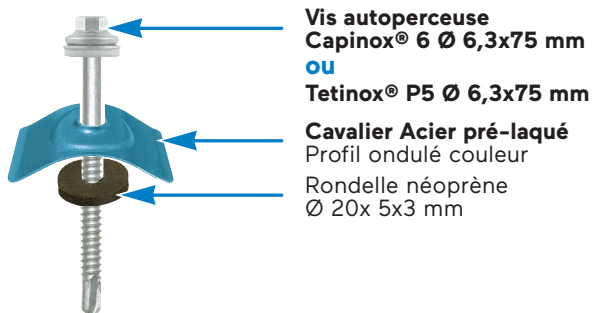 Vis autoperceuse
Capinox® 6 Ø 6,3x75 mm
ou
Tetinox® P5 Ø 6,3x75 mm
Cavalier Acier pré-laqué
Profil ondulé couleur
Rondelle néoprène
Ø 20x 5x3 mm